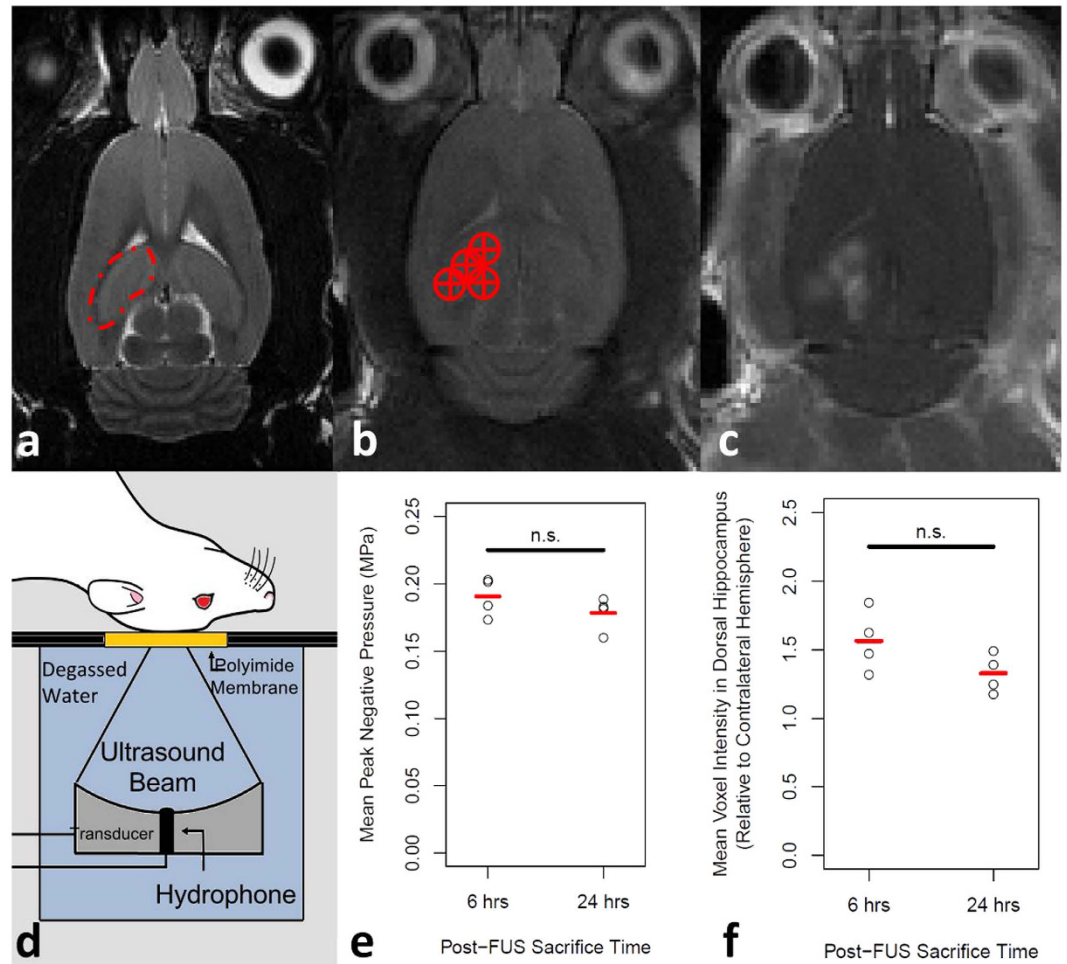 a
b
c
Degassed
Water
Polyimide
Membrane
Ultrasound
Beam
Transducer
Hydrophone
d
Mean Peak Negative Pressure (MPa)
0.25
0.20
0.15
0.10
0.05
0.00
n.s.
6 hrs
24 hrs
Post−FUS Sacrifice Time
e
Mean Voxel Intensity in Dorsal Hippocampus
(Relative to Contralateral Hemisphere)
2.5
2.0
1.5
1.0
0.5
0.0
n.s.
6 hrs
24 hrs
Post−FUS Sacrifice Time
f